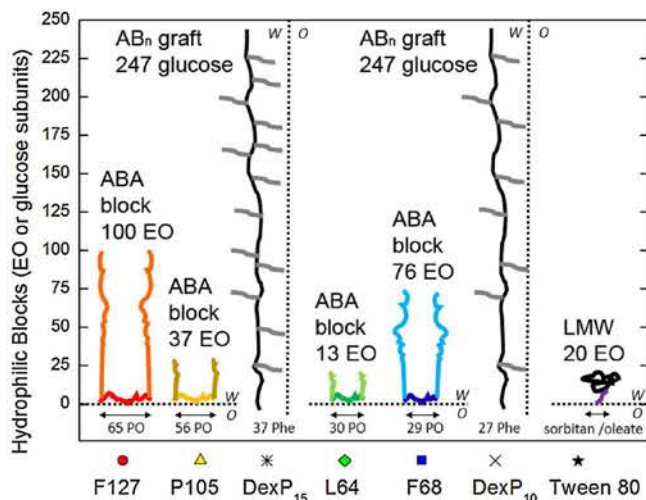 Hydrophilic Blocks (EO or glucose subunits)
250
225
200
175
150
125
100
75
50
25
0
ABn graft
247 glucose
W
O
ABn graft
247 glucose
W
O
ABA
block
100 EO
ABA
block
37 EO
ABA
block
13 EO
ABA
block
76 EO
LMW
20 EO
W
O
W
O
W
O
65 PO
56 PO
37 Phe
30 PO
29 PO
27 Phe
sorbitan /oleate
F127
P105
DexP15
L64
F68
DexP10
Tween 80